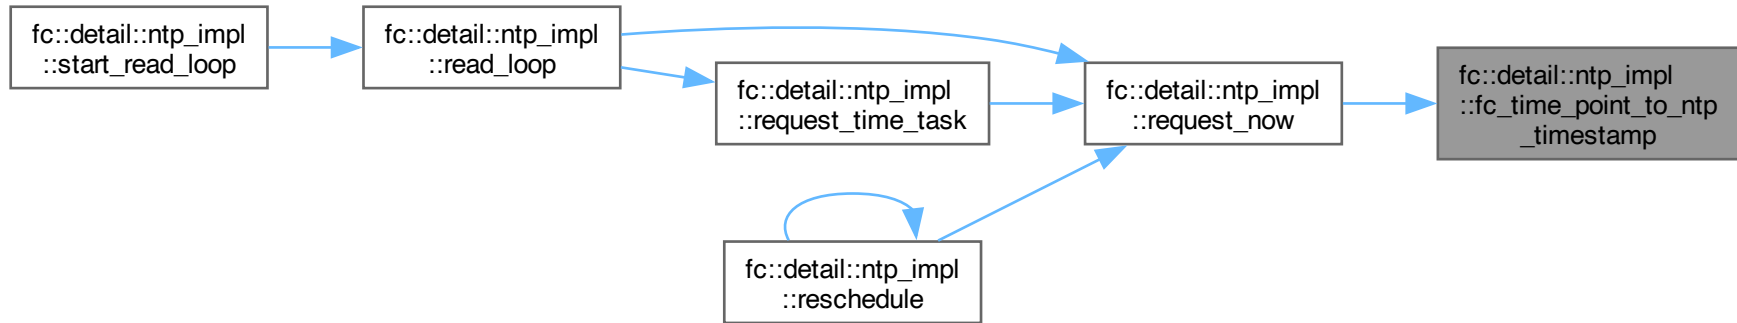 fc::detail::ntp_impl
::start_read_loop
fc::detail::ntp_impl
::read_loop
fc::detail::ntp_impl
::request_time_task
fc::detail::ntp_impl
::request_now
fc::detail::ntp_impl
::fc_time_point_to_ntp
_timestamp
fc::detail::ntp_impl
::reschedule